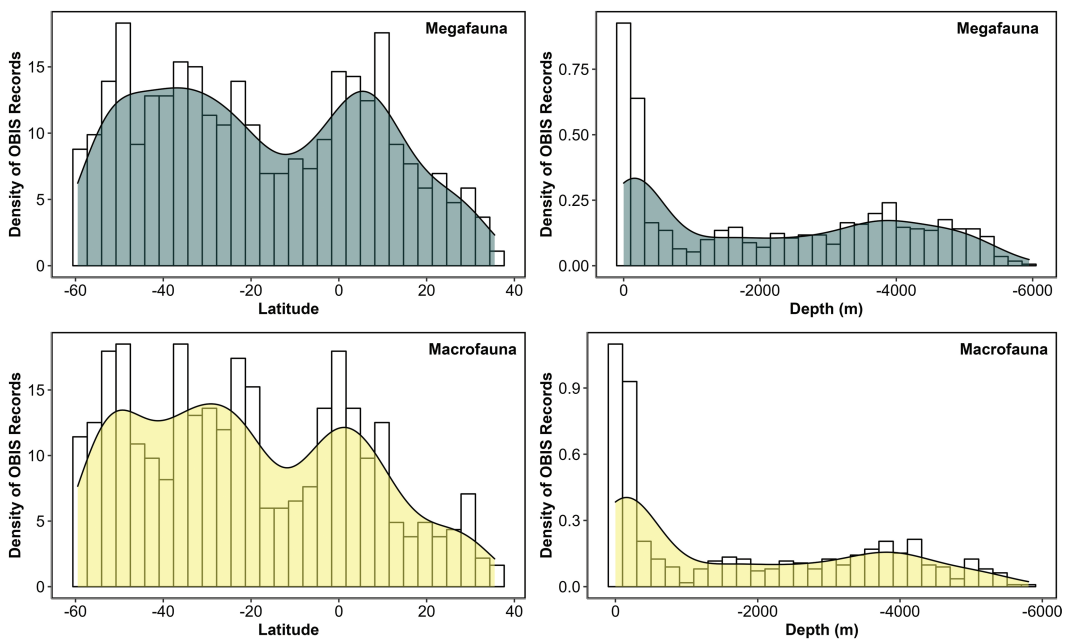 Megafauna
Density of OBIS Records
15
10
5
0
-60 -40 -20 0 20 40
Latitude
Megafauna
Density of OBIS Records
0.75
0.50
0.25
0.00
0 -2000 -4000 -6000
Depth (m)
Macrofauna
Density of OBIS Records
15
10
5
0
-60 -40 -20 0 20 40
Latitude
Macrofauna
Density of OBIS Records
0.9
0.6
0.3
0.0
0 -2000 -4000 -6000
Depth (m)